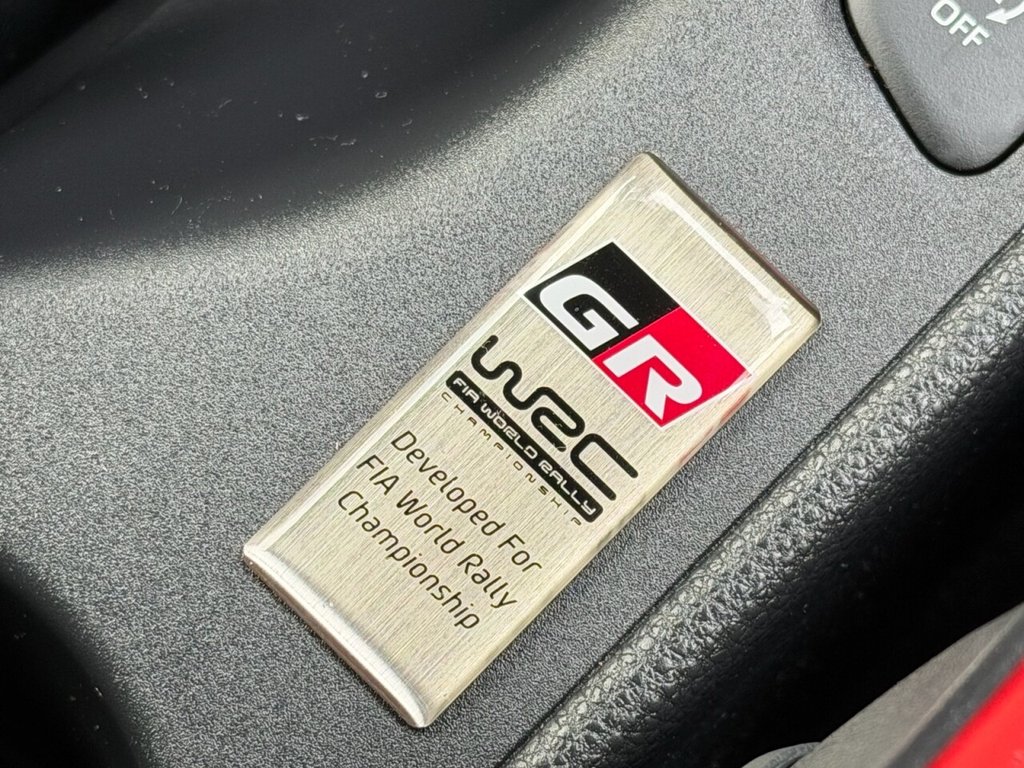 OFF
GR
WRC
FIA WORLD RALLY
CHAMPIONSHIP
Developed For
FIA World Rally
Championship